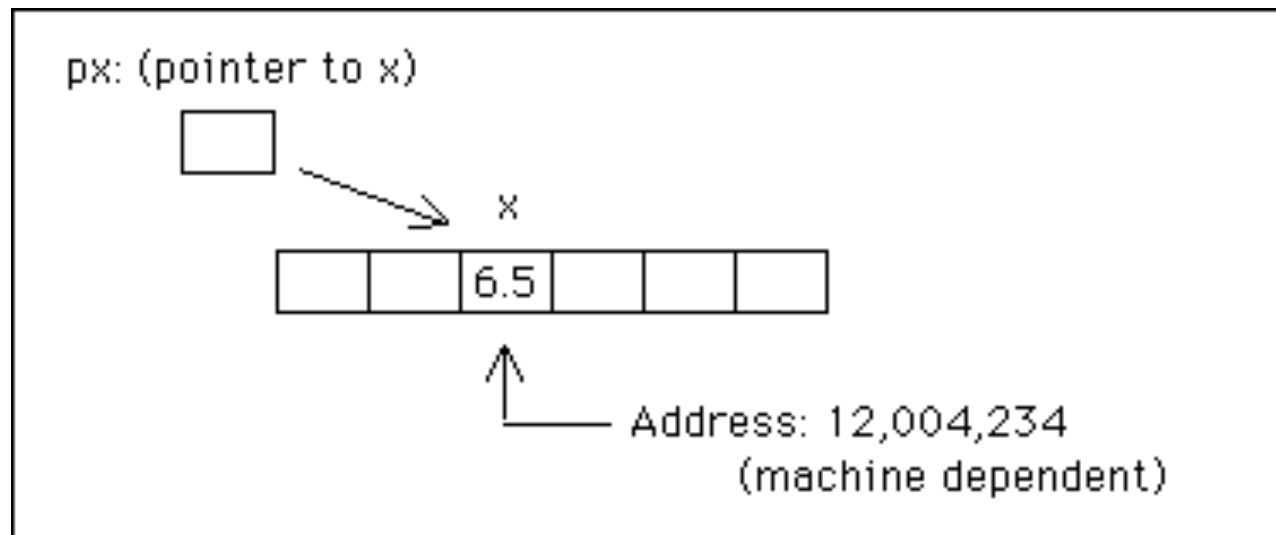 px: (pointer to x)
x
6.5
Address: 12,004,234
(machine dependent)